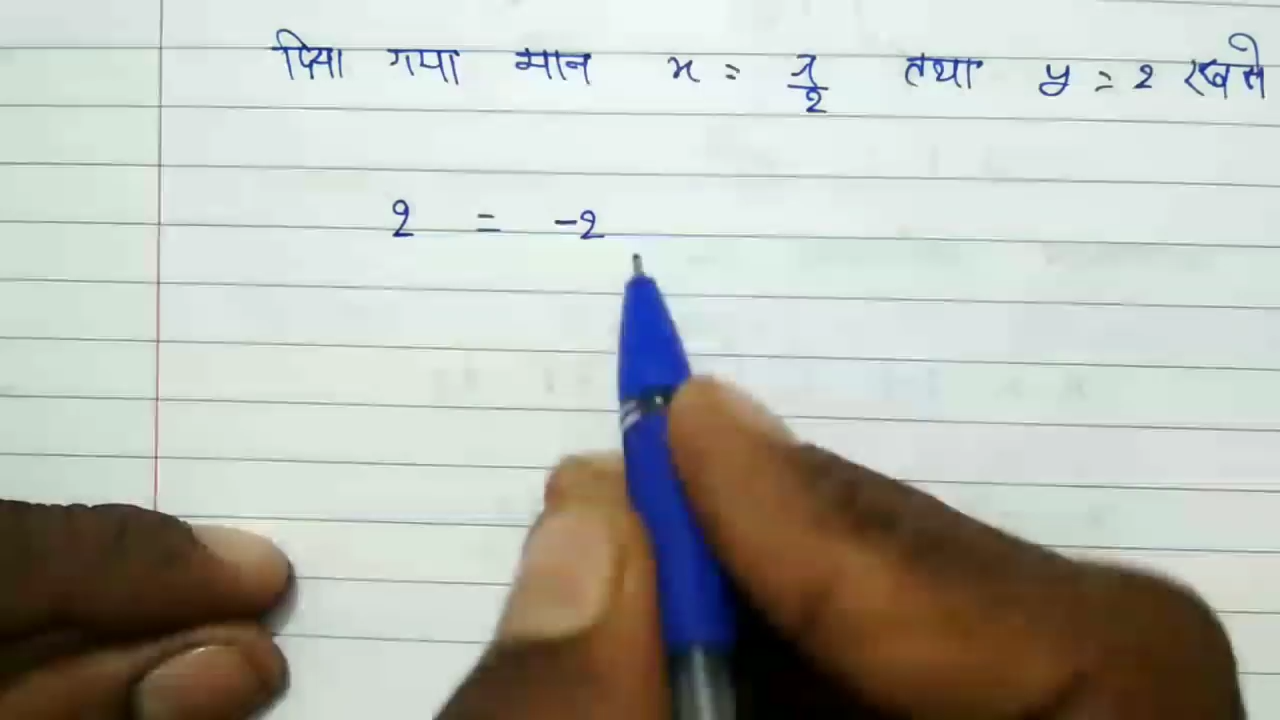 दिया गया मान x = π/2 तथा y = 2 रखने
2 = -2